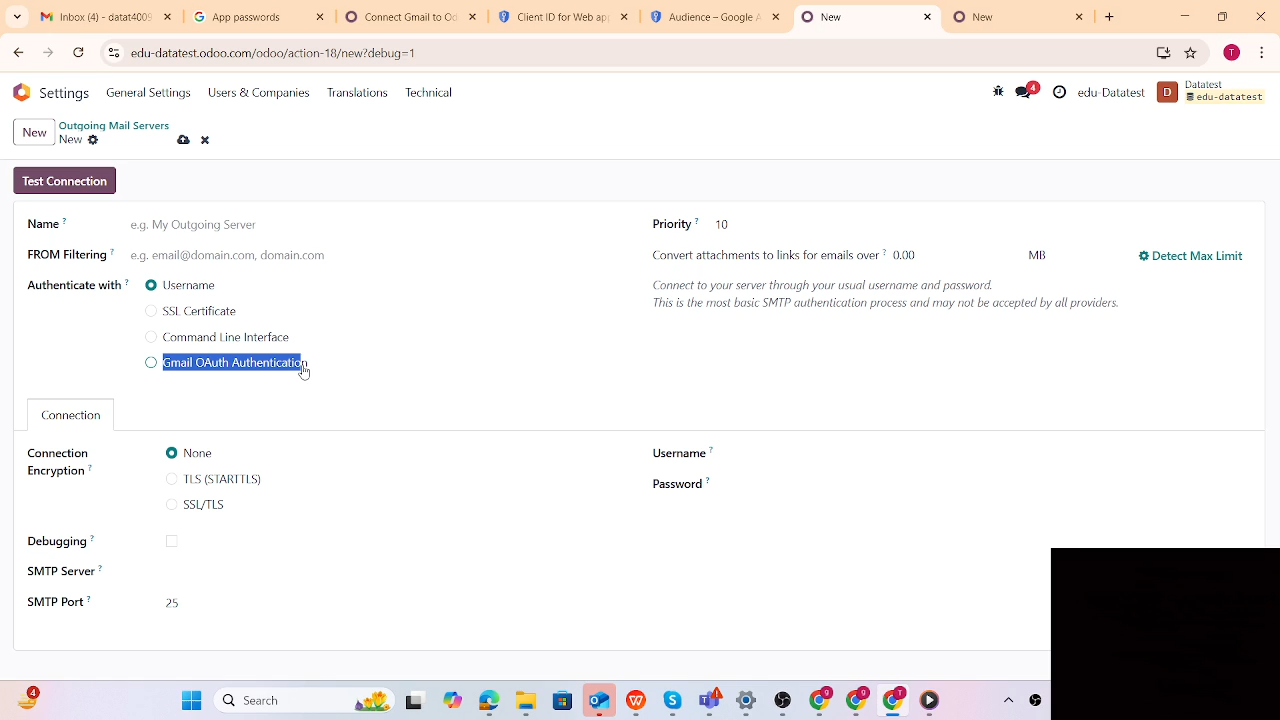 Inbox (4) - datat4009
App passwords
Connect Gmail to Od
Client ID for Web app
Audience – Google A
New
New
edu-datatest.odoo.com/odoo/action-18/new?debug=1
T
Settings
General Settings
Users & Companies
Translations
Technical
4
edu-Datatest
D
Datatest
edu-datatest
New
Outgoing Mail Servers
New
Test Connection
Name ?
e.g. My Outgoing Server
Priority ?
10
FROM Filtering ?
e.g. email@domain.com, domain.com
Convert attachments to links for emails over ?
0.00
MB
Detect Max Limit
Authenticate with ?
Username
Connect to your server through your usual username and password.
This is the most basic SMTP authentication process and may not be accepted by all providers.
SSL Certificate
Command Line Interface
Gmail OAuth Authentication
Connection
Connection
Encryption ?
None
TLS (STARTTLS)
SSL/TLS
Username ?
Password ?
Debugging ?
SMTP Server ?
SMTP Port ?
25
4
Search
1
g
g
T